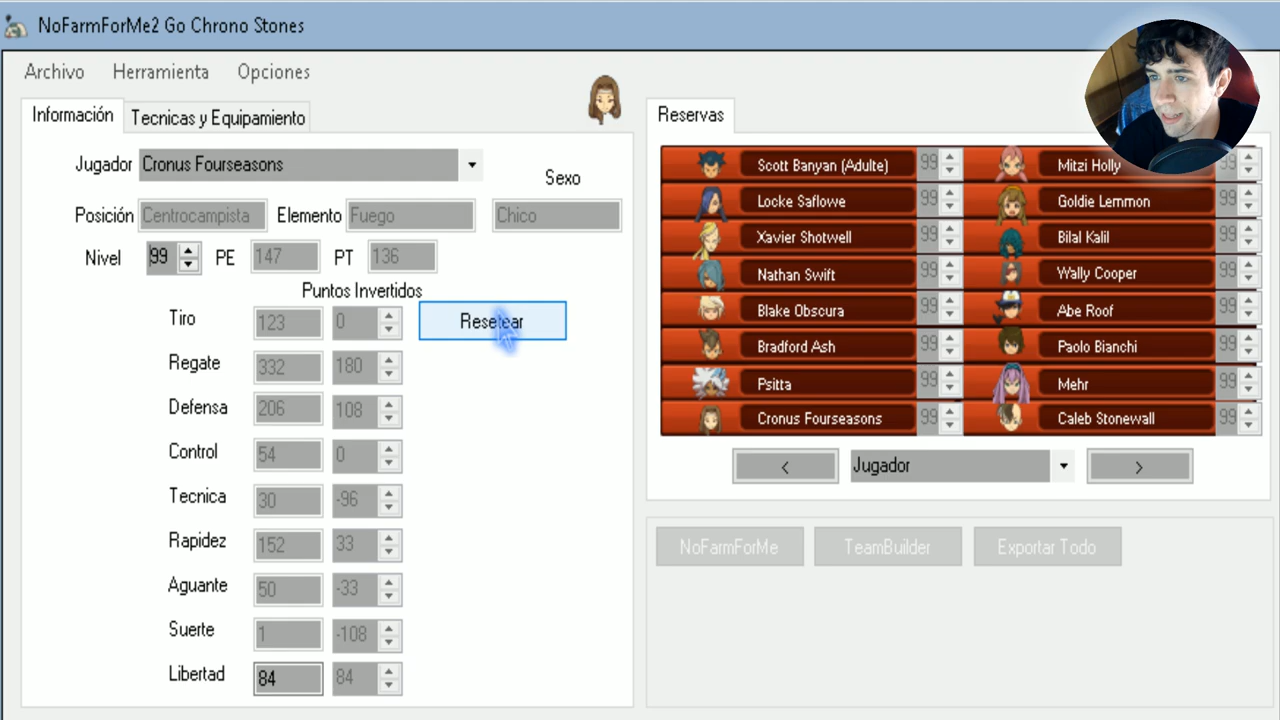 NoFarmForMe2 Go Chrono Stones
Archivo Herramienta Opciones
Información Tecnicas y Equipamiento
Jugador Cronus Fourseasons
Sexo
Posición Centrocampista Elemento Fuego Chico
Nivel 99 PE 147 PT 136
Puntos Invertidos
Tiro 123 0 Resetear
Regate 332 180
Defensa 206 108
Control 54 0
Tecnica 30 -96
Rapidez 152 33
Aguante 50 -33
Suerte 1 -108
Libertad 84 84
Reservas
Scott Banyan (Adulte) 99 Mitzi Holly 99
Locke Saflowe 99 Goldie Lemmon 99
Xavier Shotwell 99 Bilal Kalil 99
Nathan Swift 99 Wally Cooper 99
Blake Obscura 99 Abe Roof 99
Bradford Ash 99 Paolo Bianchi 99
Psitta 99 Mehr 99
Cronus Fourseasons 99 Caleb Stonewall 99
< Jugador >
NoFarmForMe TeamBuilder Exportar Todo